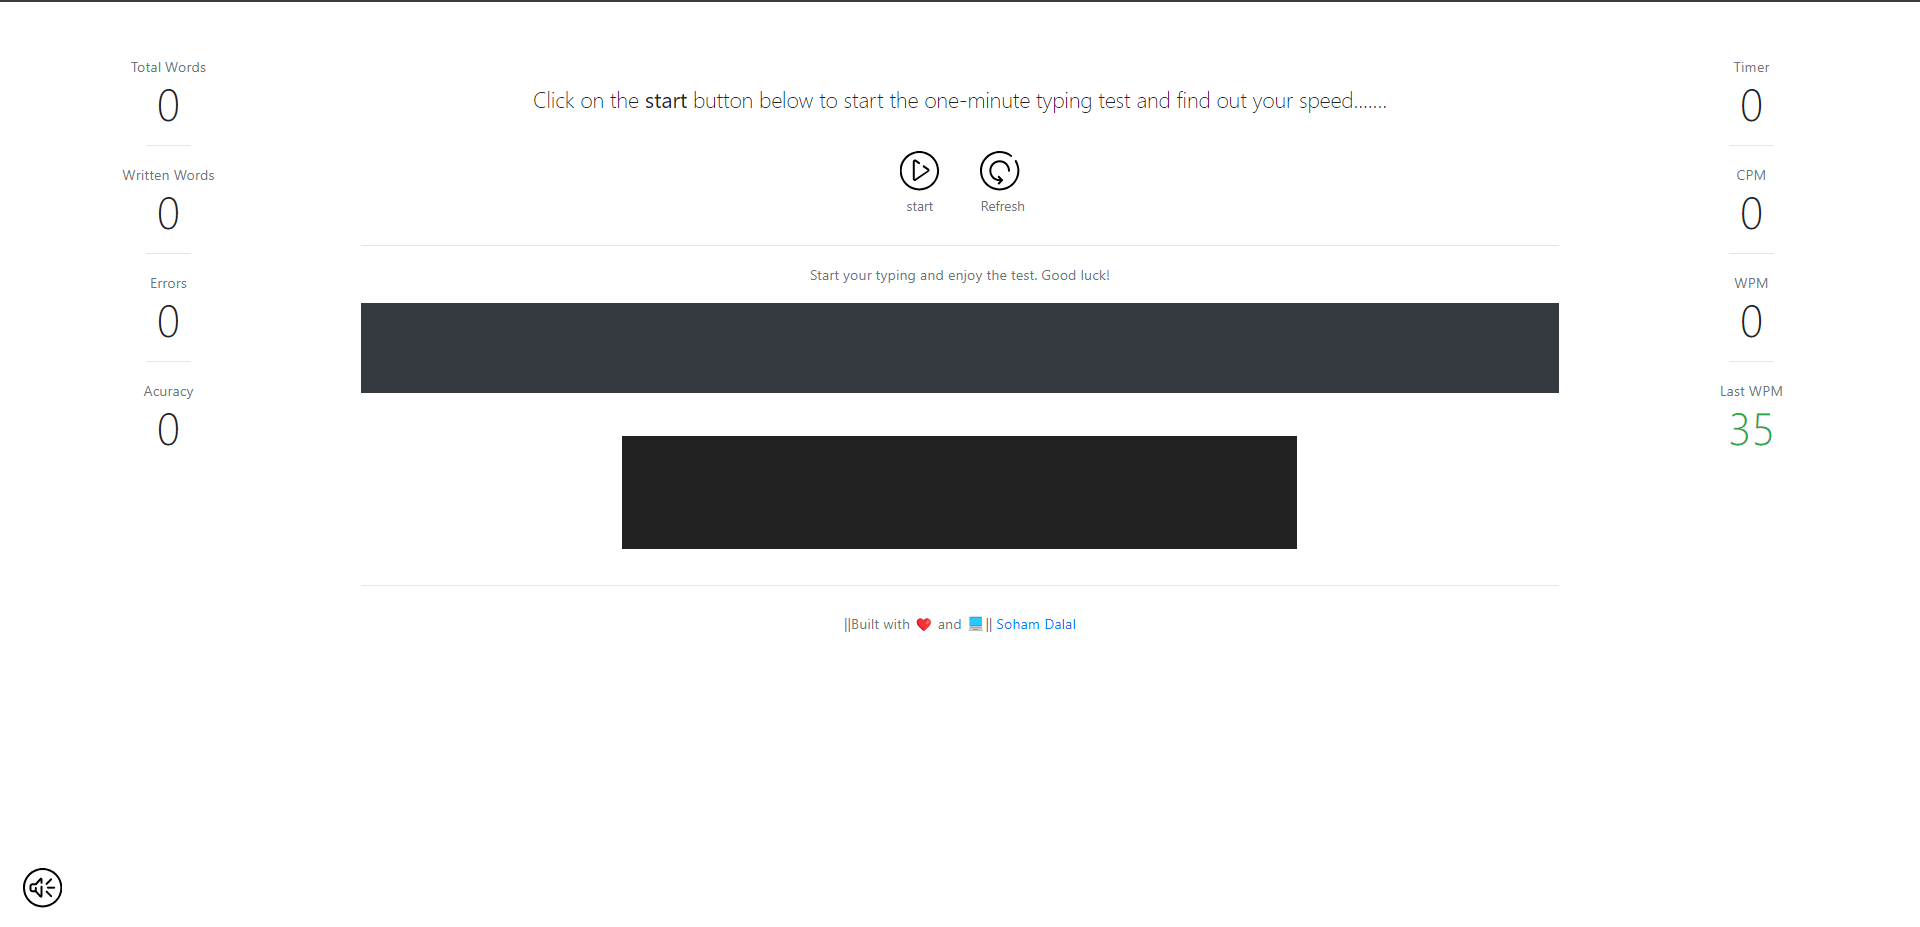 Total Words
0
Written Words
0
Errors
0
Acuracy
0
Click on the start button below to start the one-minute typing test and find out your speed.......
start
Refresh
Start your typing and enjoy the test. Good luck!
||Built with ❤️ and 💻|| Soham Dalal
Timer
0
CPM
0
WPM
0
Last WPM
35